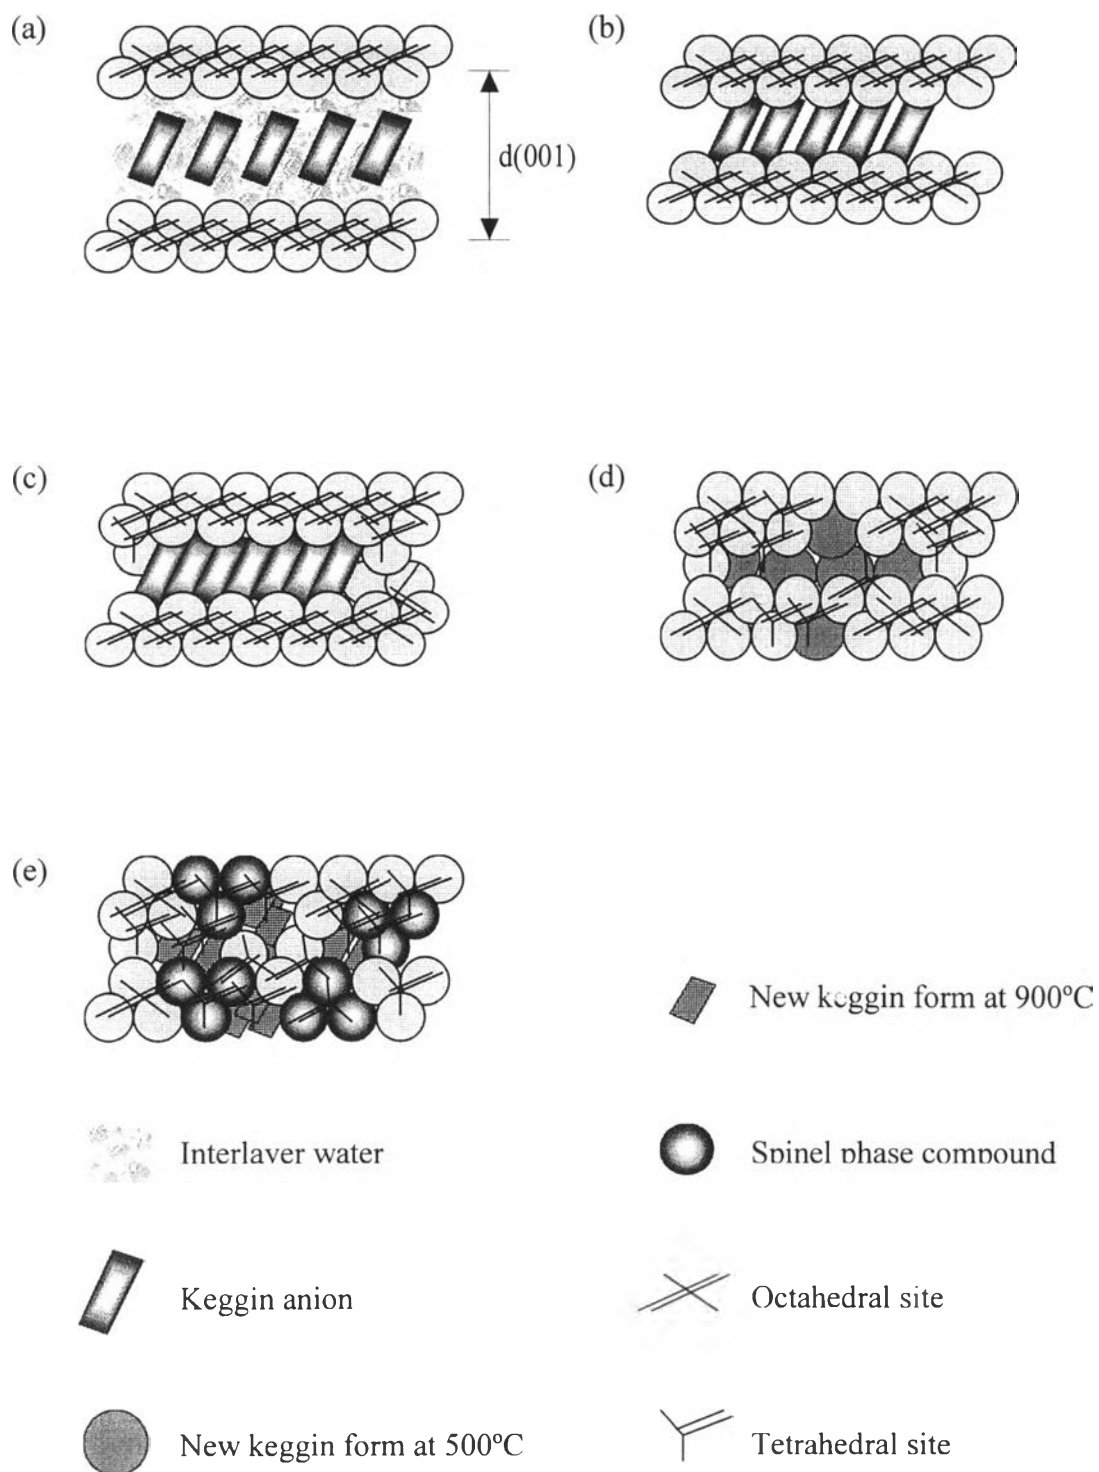 (a)
(b)
d(001)
(c)
(d)
(e)
New keggin form at 900ºC
Interlayer water
Spinel phase compound
Keggin anion
Octahedral site
New keggin form at 500ºC
Tetrahedral site